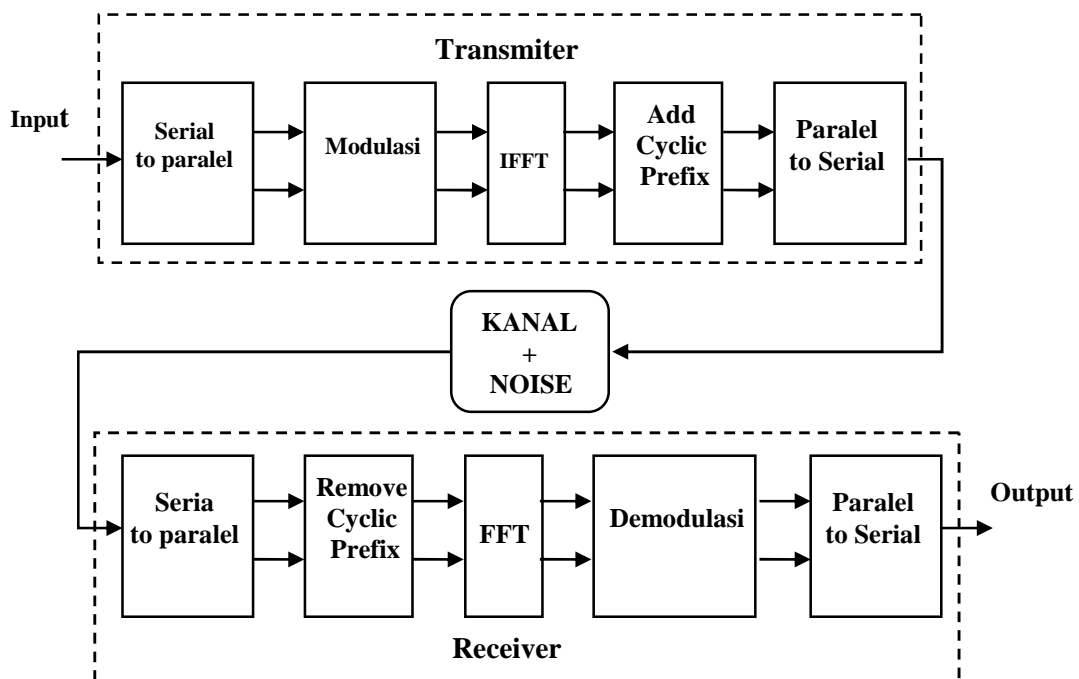 Transmiter
Input
Serial
to paralel
Modulasi
IFFT
Add
Cyclic
Prefix
Paralel
to Serial
KANAL
+
NOISE
Seria
to paralel
Remove
Cyclic
Prefix
FFT
Demodulasi
Paralel
to Serial
Output
Receiver